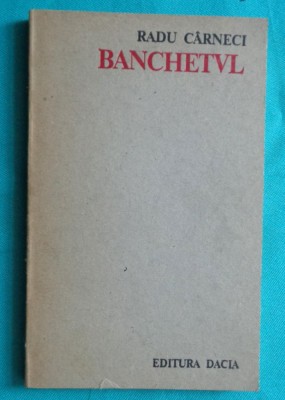 RADU CÂRNECI
BANCHETVL
EDITURA DACIA